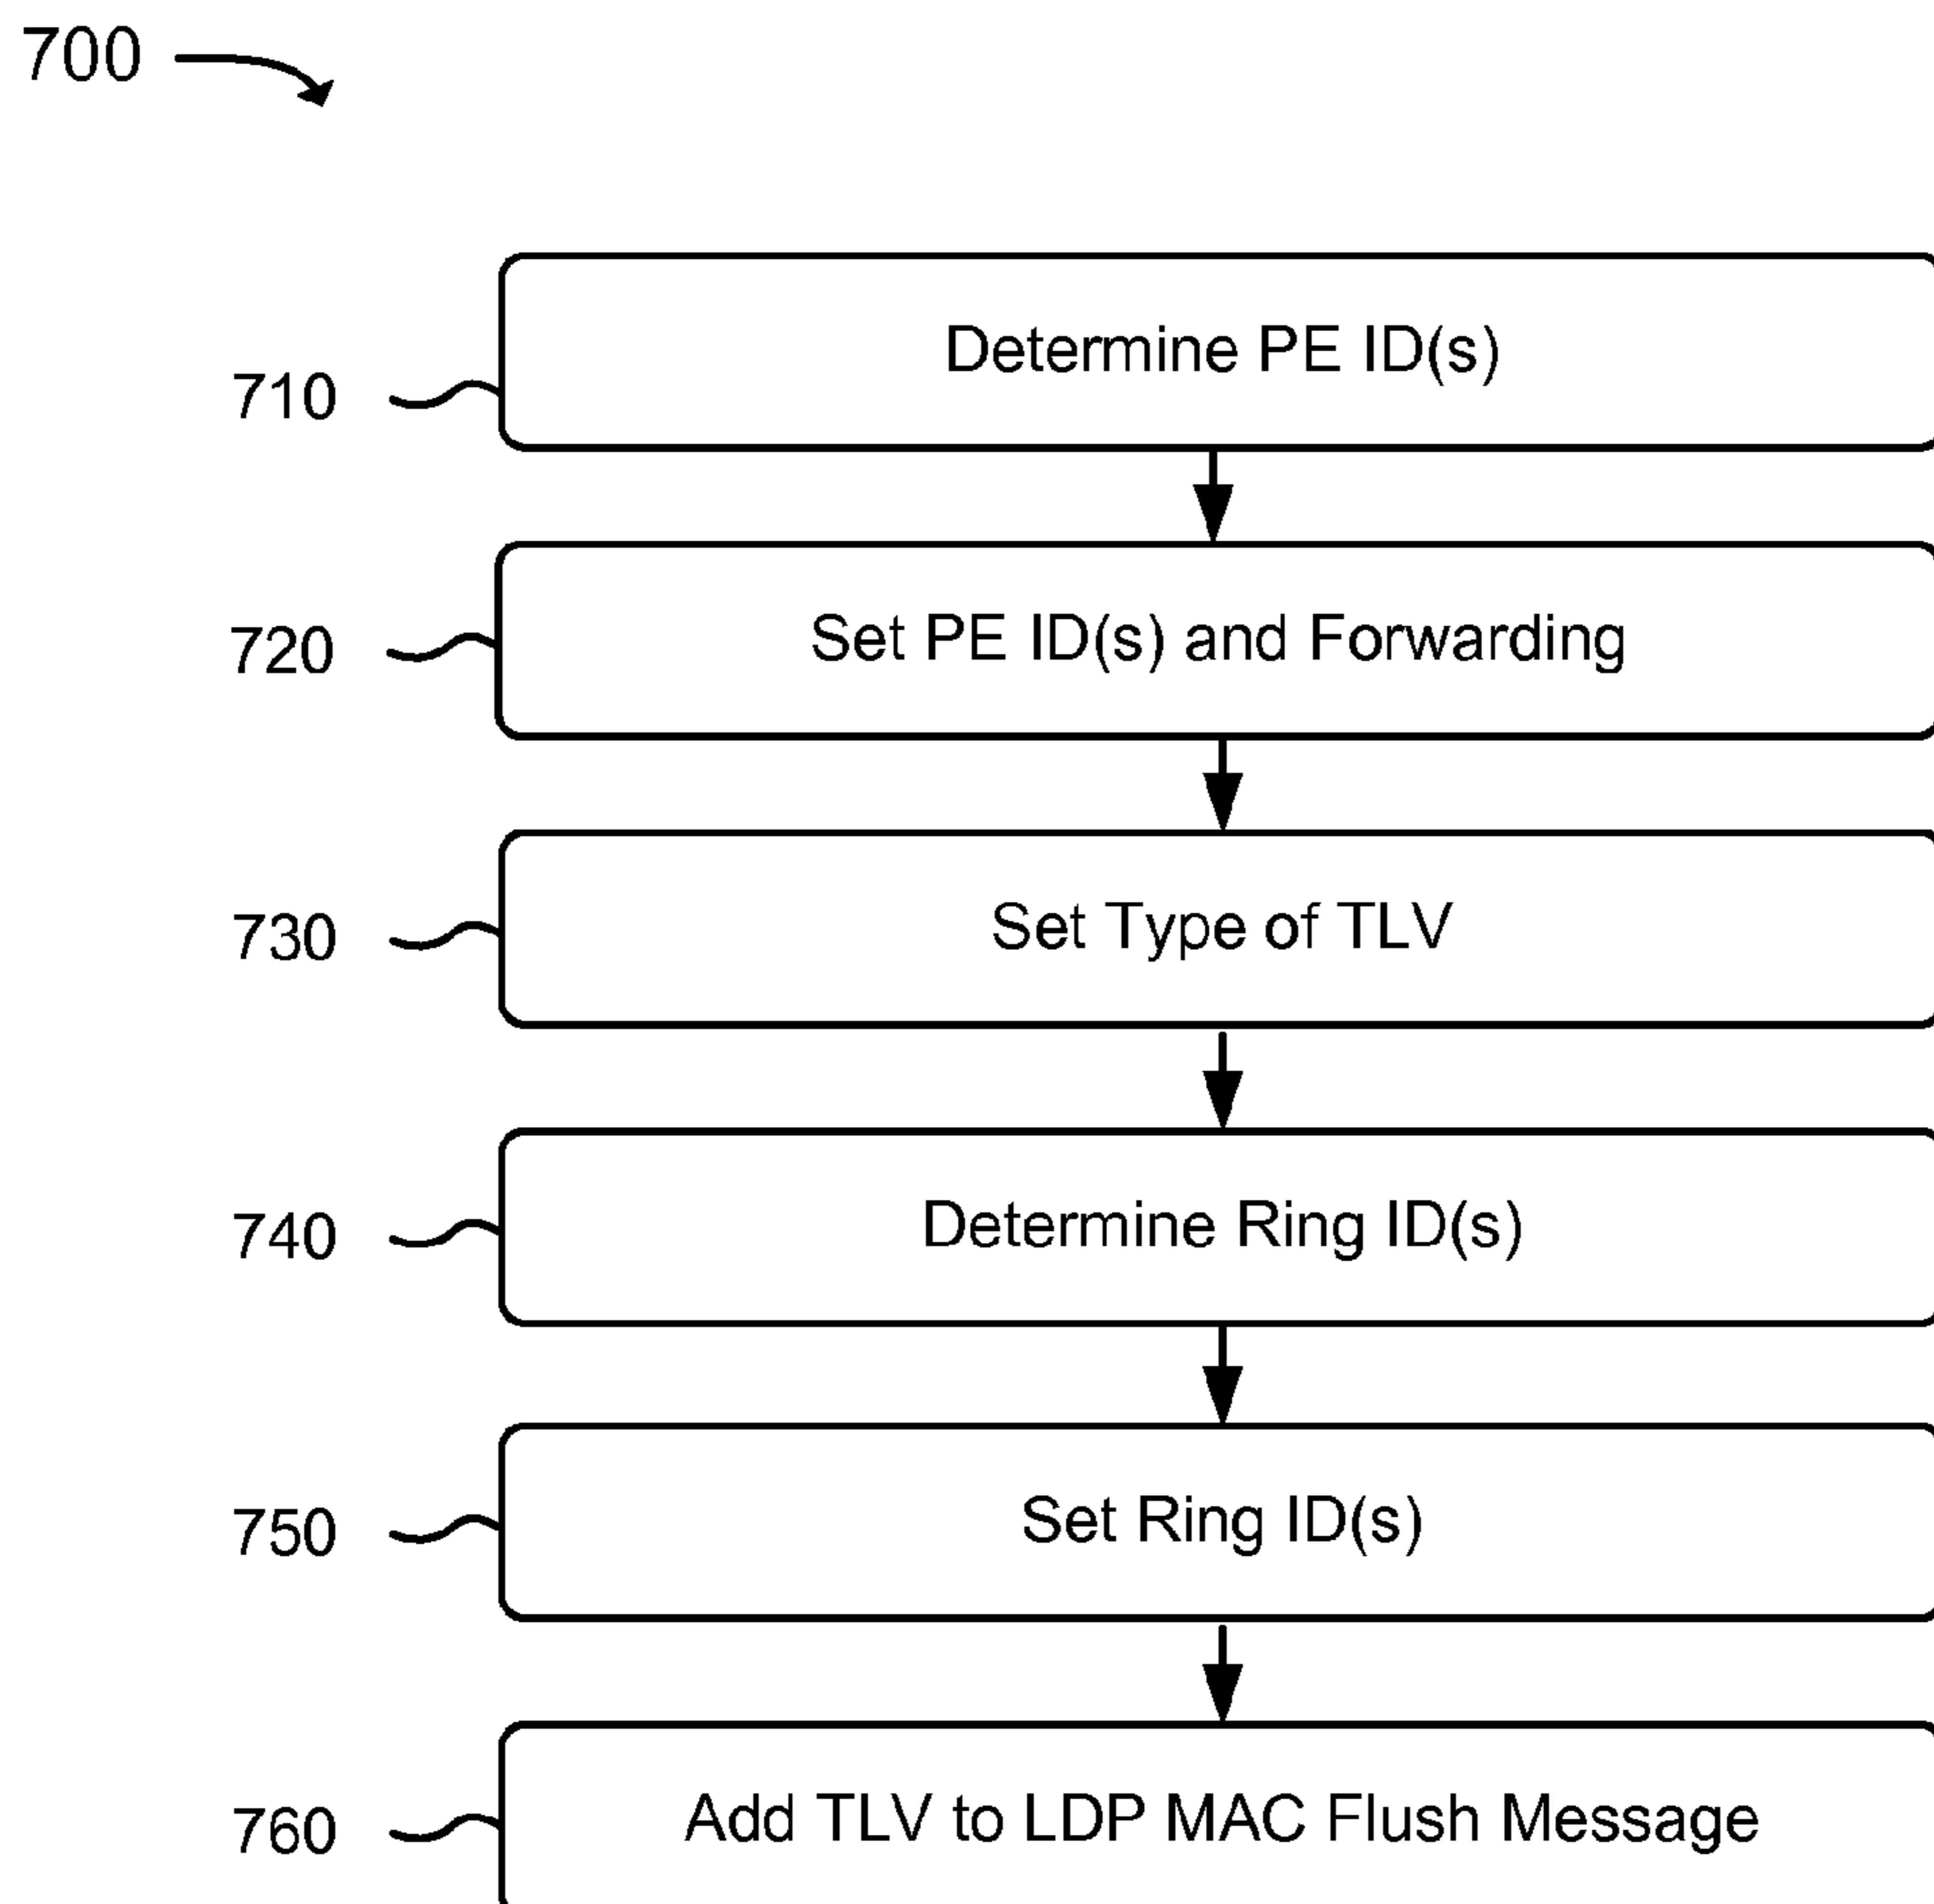 700
Determine PE ID(s)
710
Set PE ID(s) and Forwarding
720
Set Type of TLV
730
Determine Ring ID(s)
740
Set Ring ID(s)
750
Add TLV to LDP MAC Flush Message
760